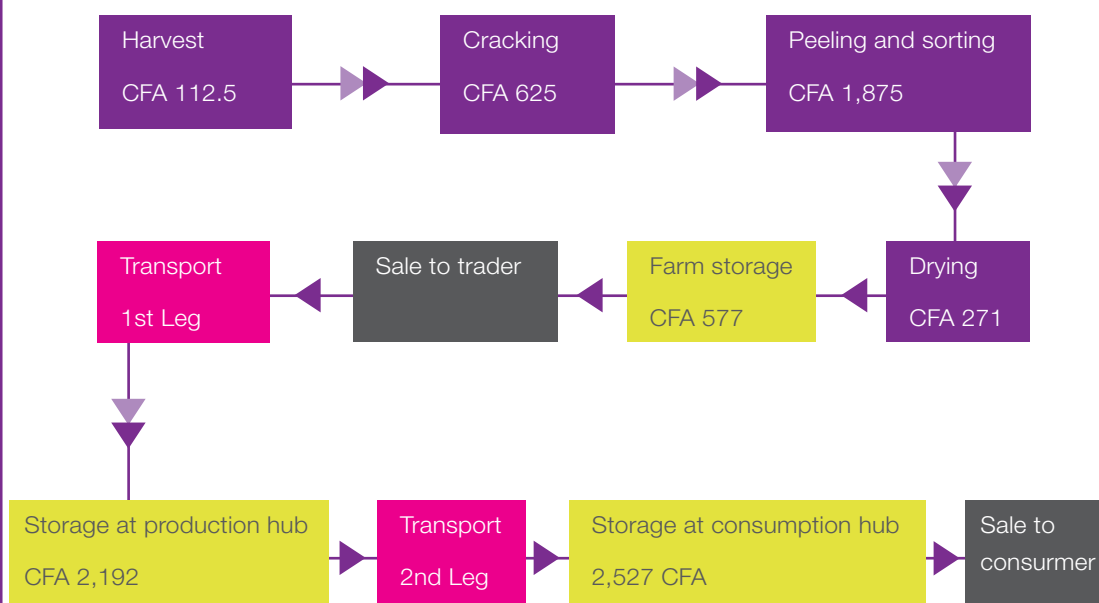 Harvest
CFA 112.5
Cracking
CFA 625
Peeling and sorting
CFA 1,875
Drying
CFA 271
Farm storage
CFA 577
Sale to trader
Transport
1st Leg
Storage at production hub
CFA 2,192
Transport
2nd Leg
Storage at consumption hub
2,527 CFA
Sale to
consurmer